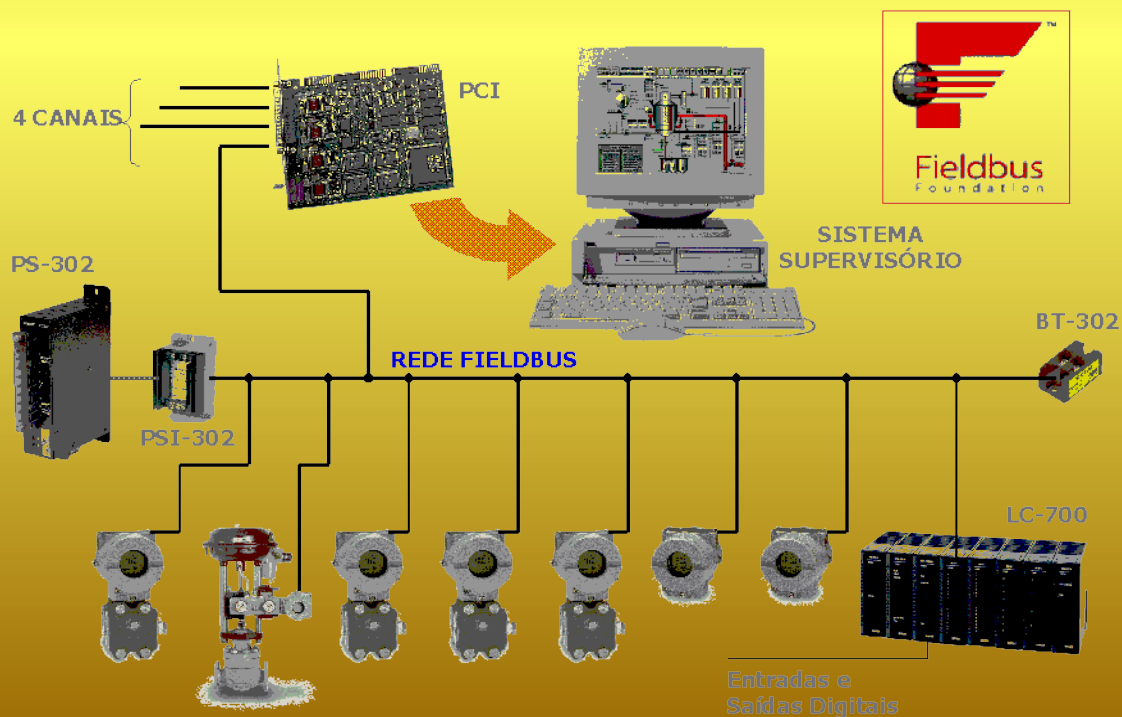 4 CANAIS
PCI
™
Fieldbus
Foundation
SISTEMA
SUPERVISÓRIO
PS-302
BT-302
REDE FIELDBUS
PSI-302
LC-700
Entradas e
Saídas Digitais